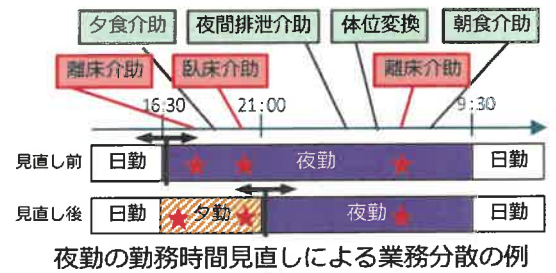 夕食介助 夜間排泄介助 体位変換 朝食介助
離床介助 臥床介助 離床介助
16:30 21:00 9:30
見直し前 日勤 夜勤 日勤
見直し後 日勤 夕勤 夜勤 日勤
夜勤の勤務時間見直しによる業務分散の例